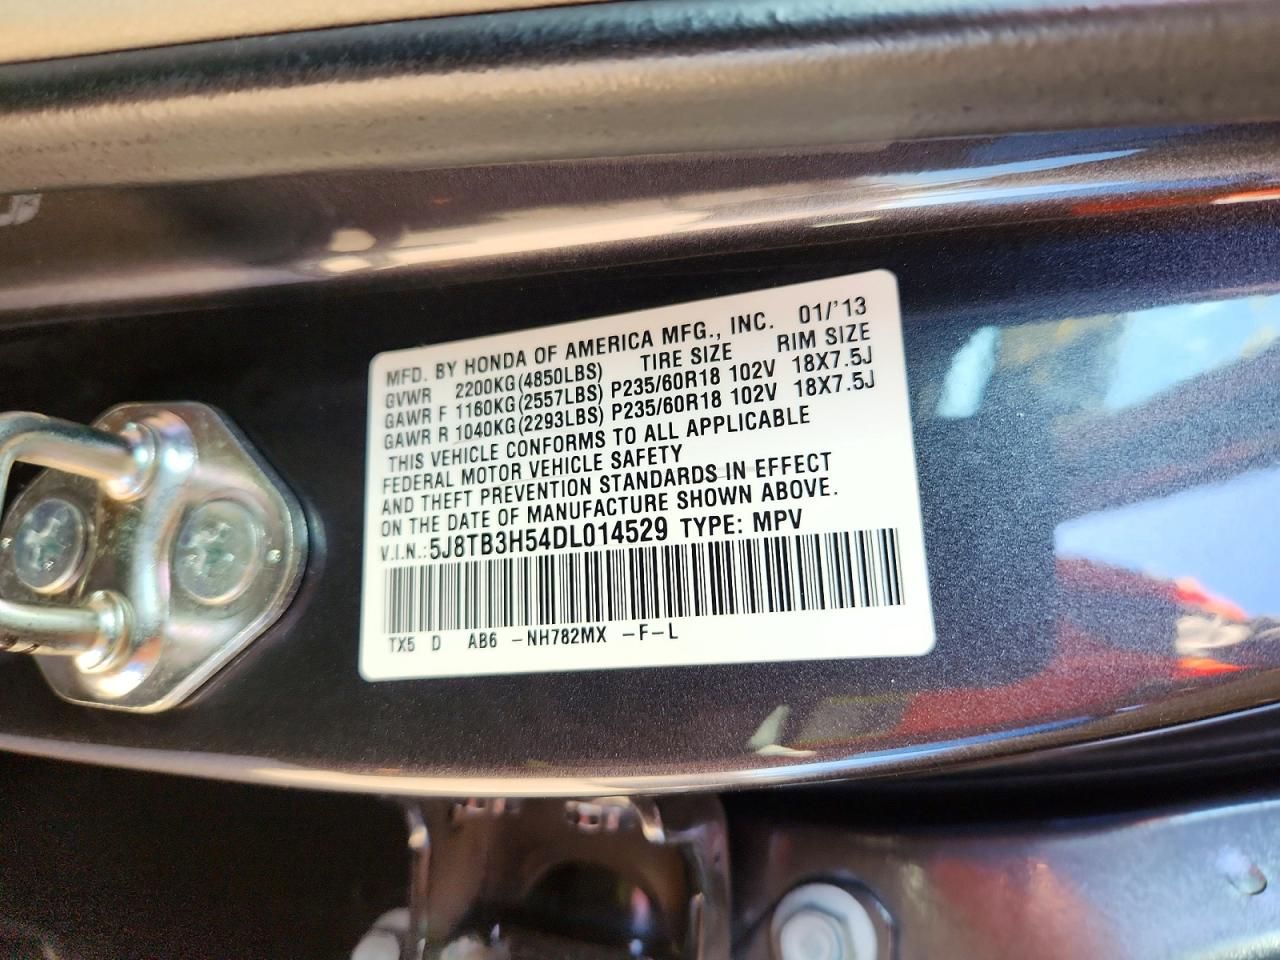 MFD. BY HONDA OF AMERICA MFG., INC. 01/'13
GVWR 2200KG(4850LBS) TIRE SIZE RIM SIZE
GAWR F 1160KG(2557LBS) P235/60R18 102V 18X7.5J
GAWR R 1040KG(2293LBS) P235/60R18 102V 18X7.5J
THIS VEHICLE CONFORMS TO ALL APPLICABLE
FEDERAL MOTOR VEHICLE SAFETY
AND THEFT PREVENTION STANDARDS IN EFFECT
ON THE DATE OF MANUFACTURE SHOWN ABOVE.
V.I.N.: 5J8TB3H54DL014529 TYPE: MPV
TX5 D AB6 -NH782MX -F-L